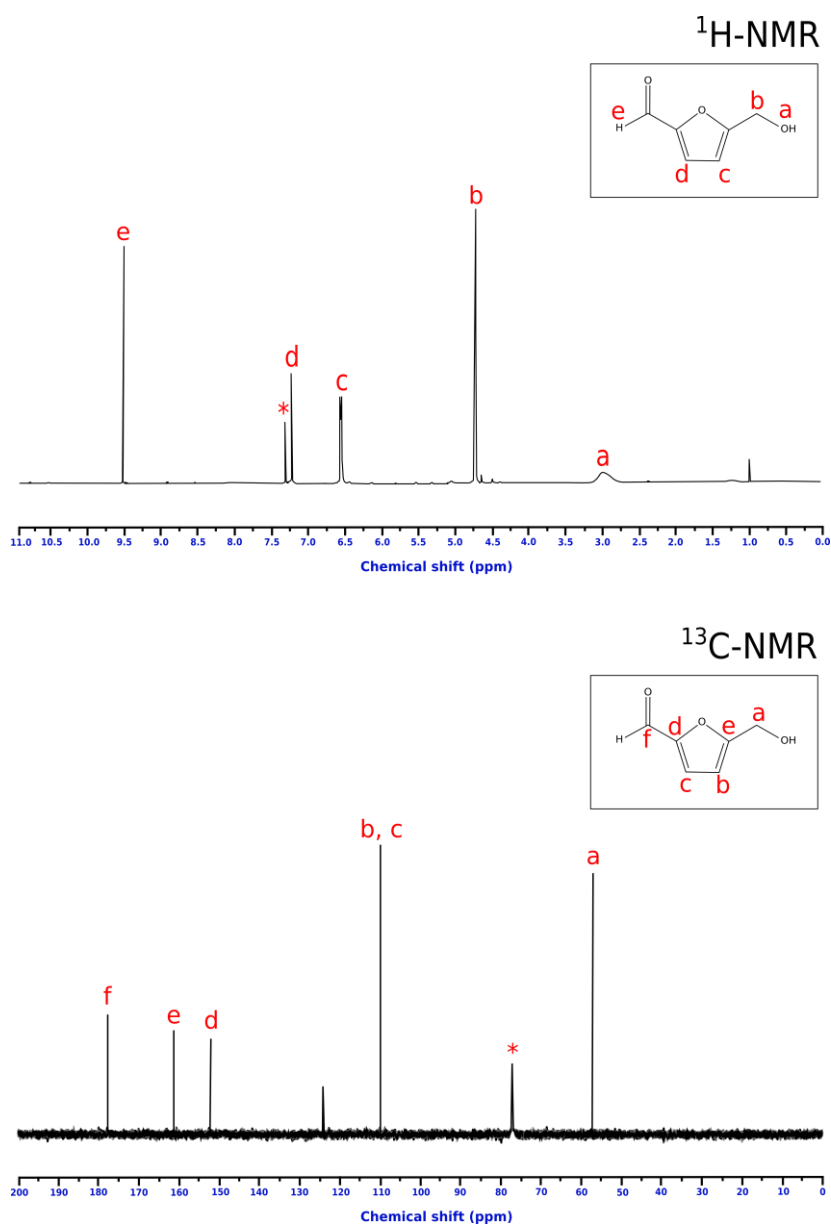 ¹H-NMR
O
e
H
O
b
a
OH
d
c
b
e
d
*
c
a
11.0 10.5 10.0 9.5 9.0 8.5 8.0 7.5 7.0 6.5 6.0 5.5 5.0 4.5 4.0 3.5 3.0 2.5 2.0 1.5 1.0 0.5 0.0
Chemical shift (ppm)
¹³C-NMR
O
H
f
d
O
e
a
OH
c
b
b, c
a
f
e
d
*
200 190 180 170 160 150 140 130 120 110 100 90 80 70 60 50 40 30 20 10 0
Chemical shift (ppm)